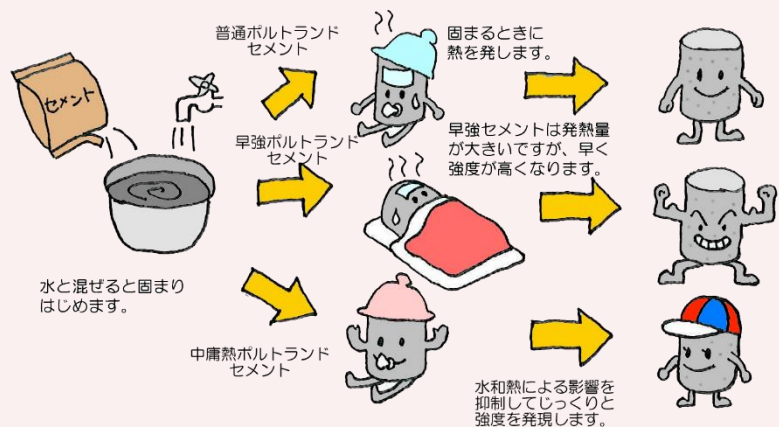 セメント
水と混ぜると固まり
はじめます。
普通ポルトランド
セメント
固まるときに
熱を発します。
早強ポルトランド
セメント
早強セメントは発熱量
が大きいですが、早く
強度が高くなります。
中庸熱ポルトランド
セメント
水和熱による影響を
抑制してじっくりと
強度を発現します。